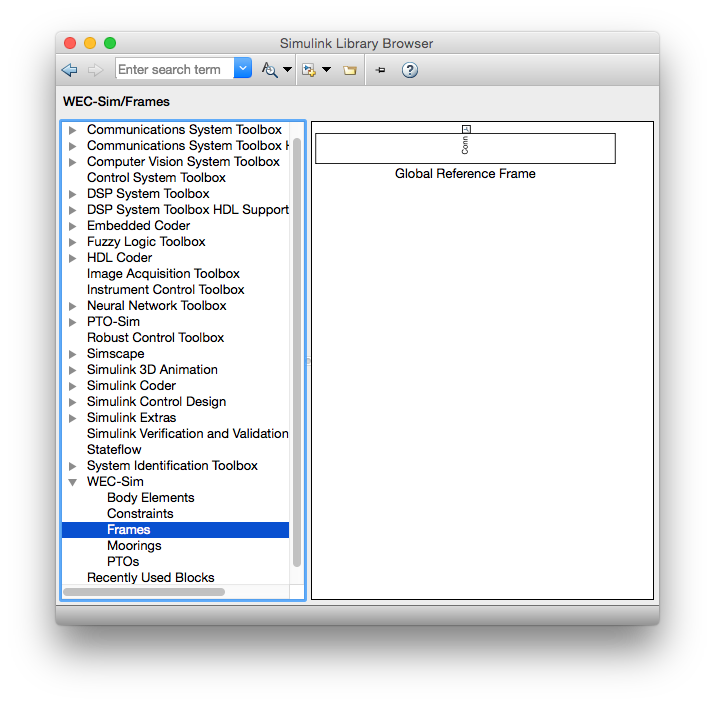 Simulink Library Browser
Enter search term
WEC-Sim/Frames
Communications System Toolbox
Communications System Toolbox H
Computer Vision System Toolbox
Control System Toolbox
DSP System Toolbox
DSP System Toolbox HDL Support
Embedded Coder
Fuzzy Logic Toolbox
HDL Coder
Image Acquisition Toolbox
Instrument Control Toolbox
Neural Network Toolbox
PTO-Sim
Robust Control Toolbox
Simscape
Simulink 3D Animation
Simulink Coder
Simulink Control Design
Simulink Extras
Simulink Verification and Validation
Stateflow
System Identification Toolbox
WEC-Sim
Body Elements
Constraints
Frames
Moorings
PTOs
Recently Used Blocks
Conn
Global Reference Frame